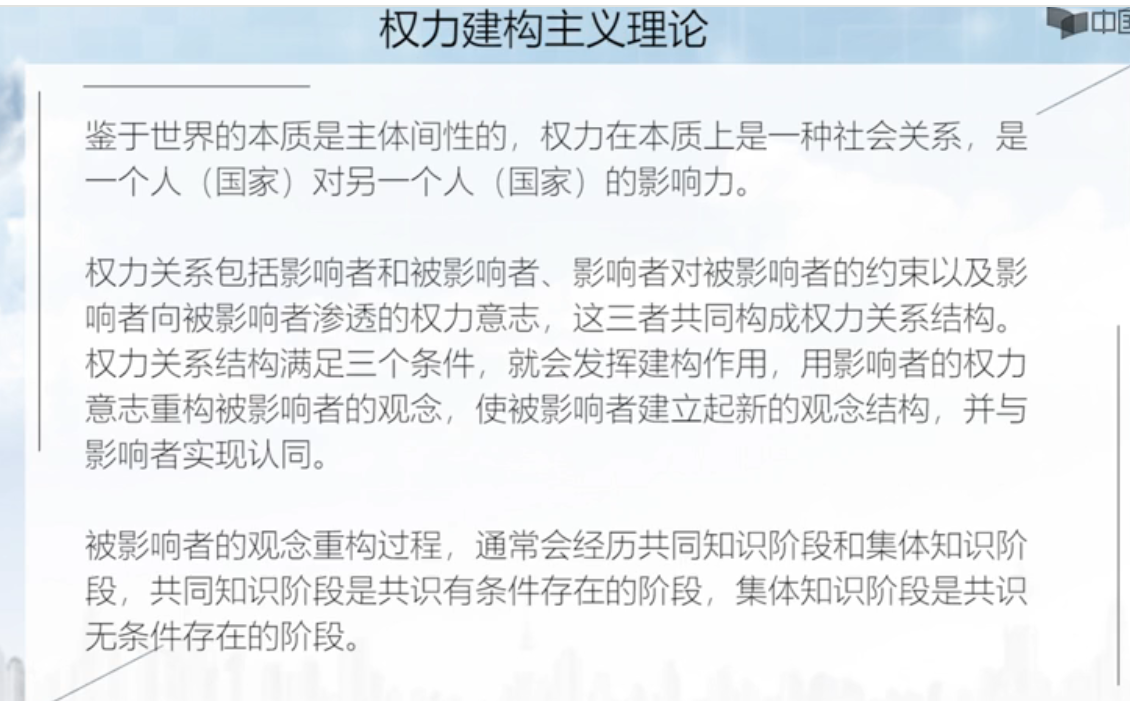 权力建构主义理论
中国
鉴于世界的本质是主体间性的，权力在本质上是一种社会关系，是
一个人（国家）对另一个人（国家）的影响力。
权力关系包括影响者和被影响者、影响者对被影响者的约束以及影
响者向被影响者渗透的权力意志，这三者共同构成权力关系结构。
权力关系结构满足三个条件，就会发挥建构作用，用影响者的权力
意志重构被影响者的观念，使被影响者建立起新的观念结构，并与
影响者实现认同。
被影响者的观念重构过程，通常会经历共同知识阶段和集体知识阶
段，共同知识阶段是共识有条件存在的阶段，集体知识阶段是共识
无条件存在的阶段。